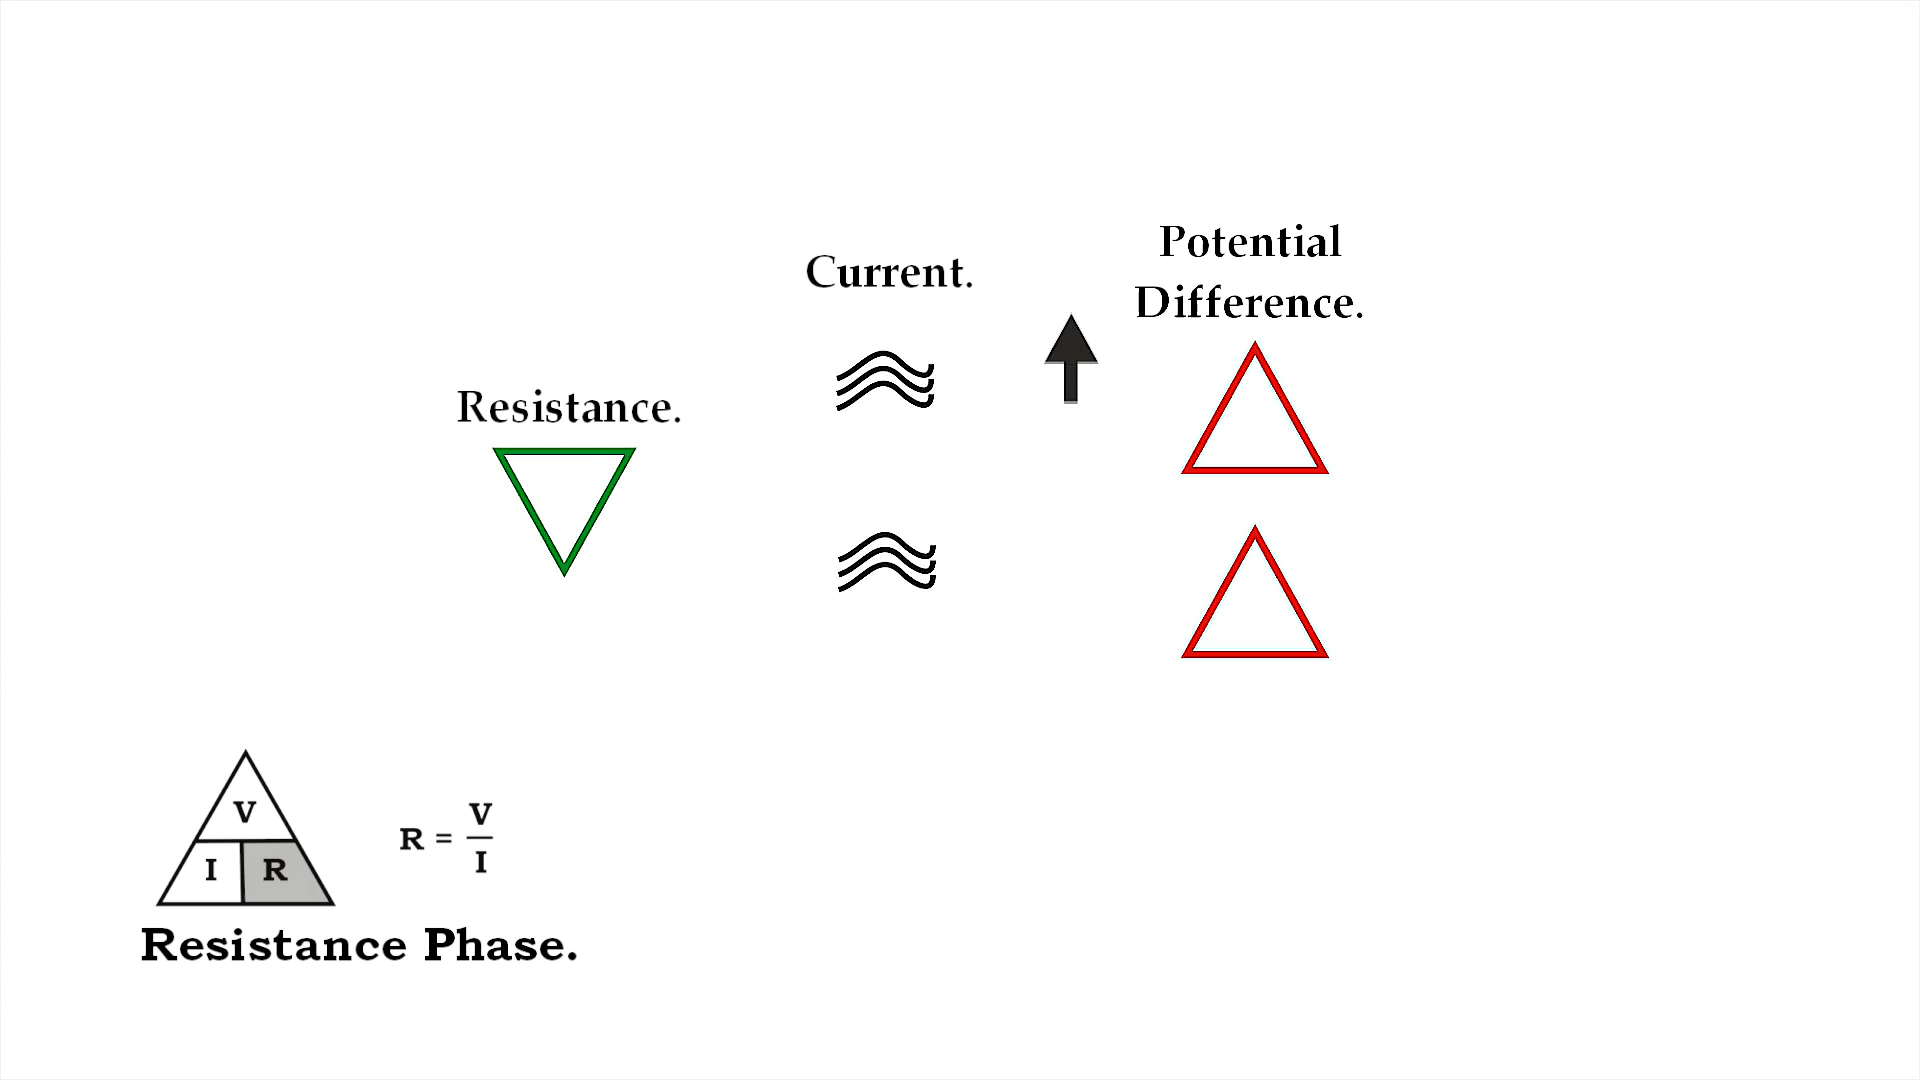 Potential
Difference.
Current.
Resistance.
V
I R
R = V
I
Resistance Phase.